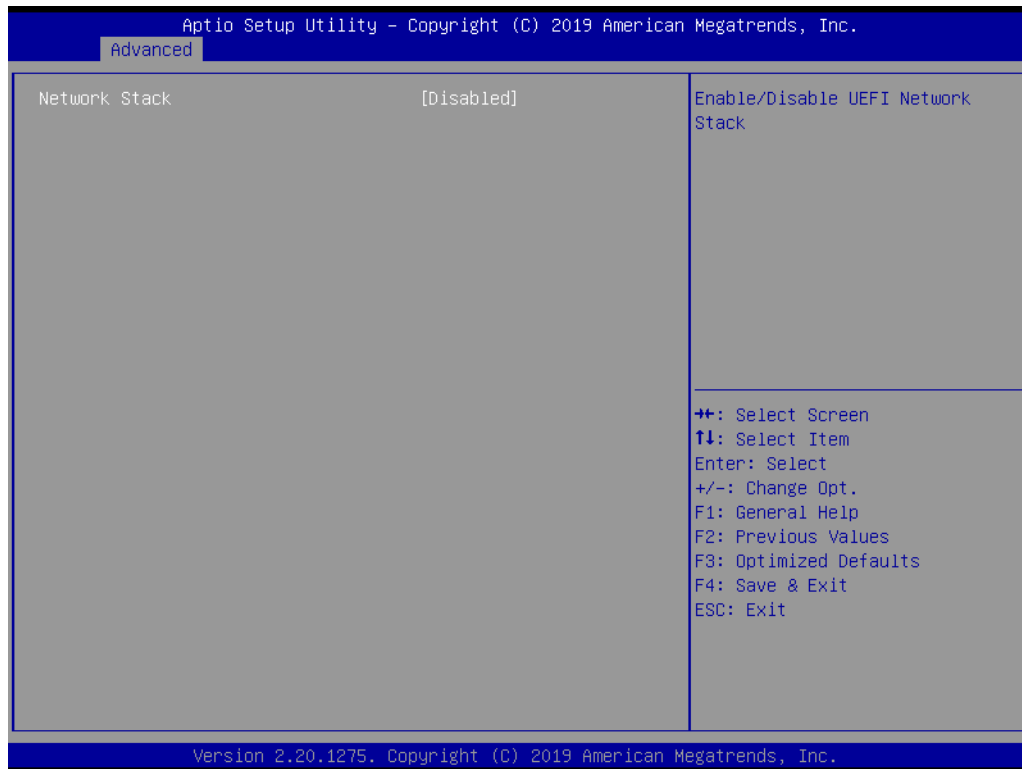 Aptio Setup Utility – Copyright (C) 2019 American Megatrends, Inc.
Advanced
Network Stack [Disabled]
Enable/Disable UEFI Network
Stack
→←: Select Screen
↑↓: Select Item
Enter: Select
+/-: Change Opt.
F1: General Help
F2: Previous Values
F3: Optimized Defaults
F4: Save & Exit
ESC: Exit
Version 2.20.1275. Copyright (C) 2019 American Megatrends, Inc.